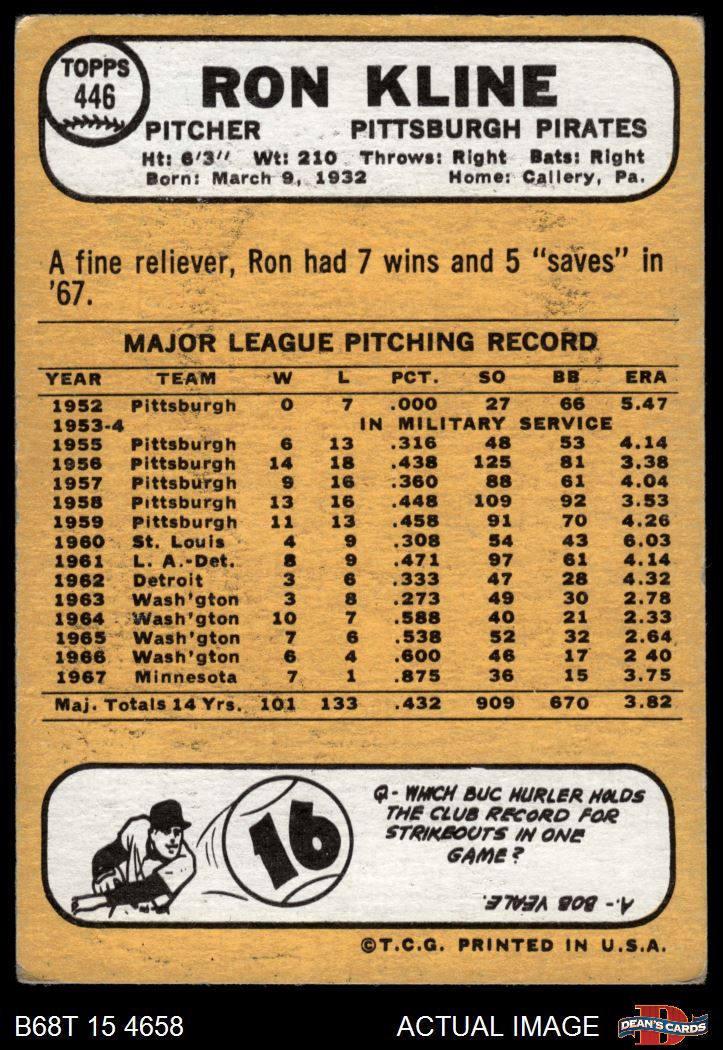 TOPPS
446
RON KLINE
PITCHER PITTSBURGH PIRATES
Ht: 6'3" Wt: 210 Throws: Right Bats: Right
Born: March 9, 1932 Home: Callery, Pa.
A fine reliever, Ron had 7 wins and 5 "saves" in
'67.
MAJOR LEAGUE PITCHING RECORD
YEAR TEAM W L PCT. SO BB ERA
1952 Pittsburgh 0 7 .000 27 66 5.47
1953-4 IN MILITARY SERVICE
1955 Pittsburgh 6 13 .316 48 53 4.14
1956 Pittsburgh 14 18 .438 125 81 3.38
1957 Pittsburgh 9 16 .360 88 61 4.04
1958 Pittsburgh 13 16 .448 109 92 3.53
1959 Pittsburgh 11 13 .458 91 70 4.26
1960 St. Louis 4 9 .308 54 43 6.03
1961 L. A.-Det. 8 9 .471 97 61 4.14
1962 Detroit 3 6 .333 47 28 4.32
1963 Wash'gton 3 8 .273 49 30 2.78
1964 Wash'gton 10 7 .588 40 21 2.33
1965 Wash'gton 7 6 .538 52 32 2.64
1966 Wash'gton 6 4 .600 46 17 2 40
1967 Minnesota 7 1 .875 36 15 3.75
Maj. Totals 14 Yrs. 101 133 .432 909 670 3.82
16
Q- WHICH BUC HURLER HOLDS
THE CLUB RECORD FOR
STRIKEOUTS IN ONE
GAME?
A- BOB VEALE.
©T.C.G. PRINTED IN U.S.A.
B68T 15 4658 ACTUAL IMAGE
D
DEAN'S CARDS